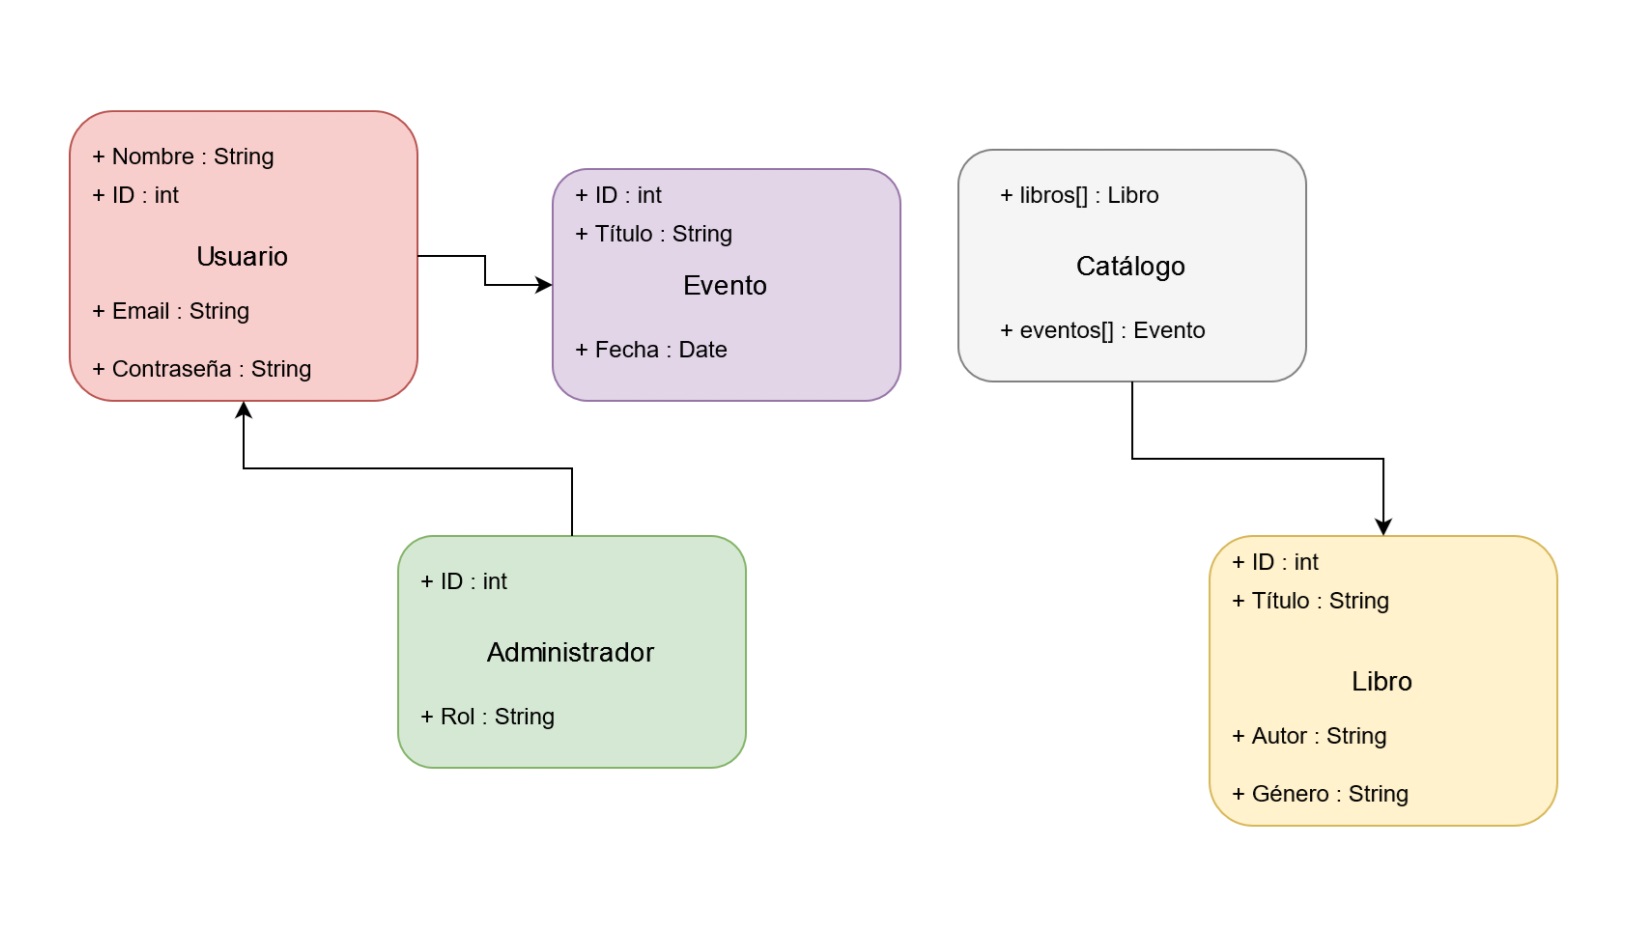 + Nombre : String
+ ID : int
Usuario
+ Email : String
+ Contraseña : String
+ ID : int
+ Título : String
Evento
+ Fecha : Date
+ libros[] : Libro
Catálogo
+ eventos[] : Evento
+ ID : int
Administrador
+ Rol : String
+ ID : int
+ Título : String
Libro
+ Autor : String
+ Género : String